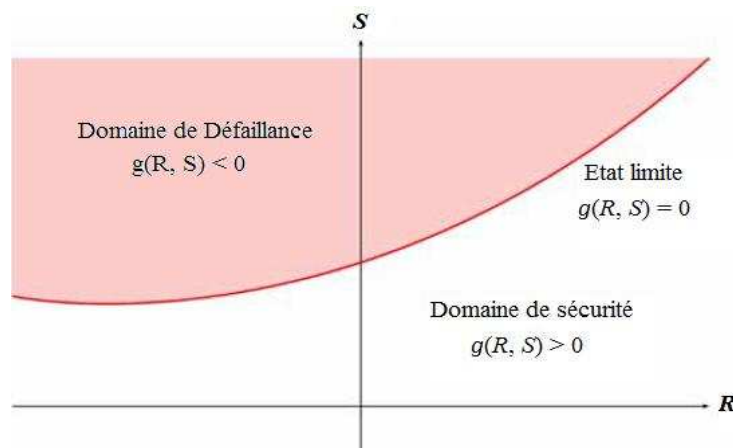 S
Domaine de Défaillance
g(R, S) < 0
Etat limite
g(R, S) = 0
Domaine de sécurité
g(R, S) > 0
R